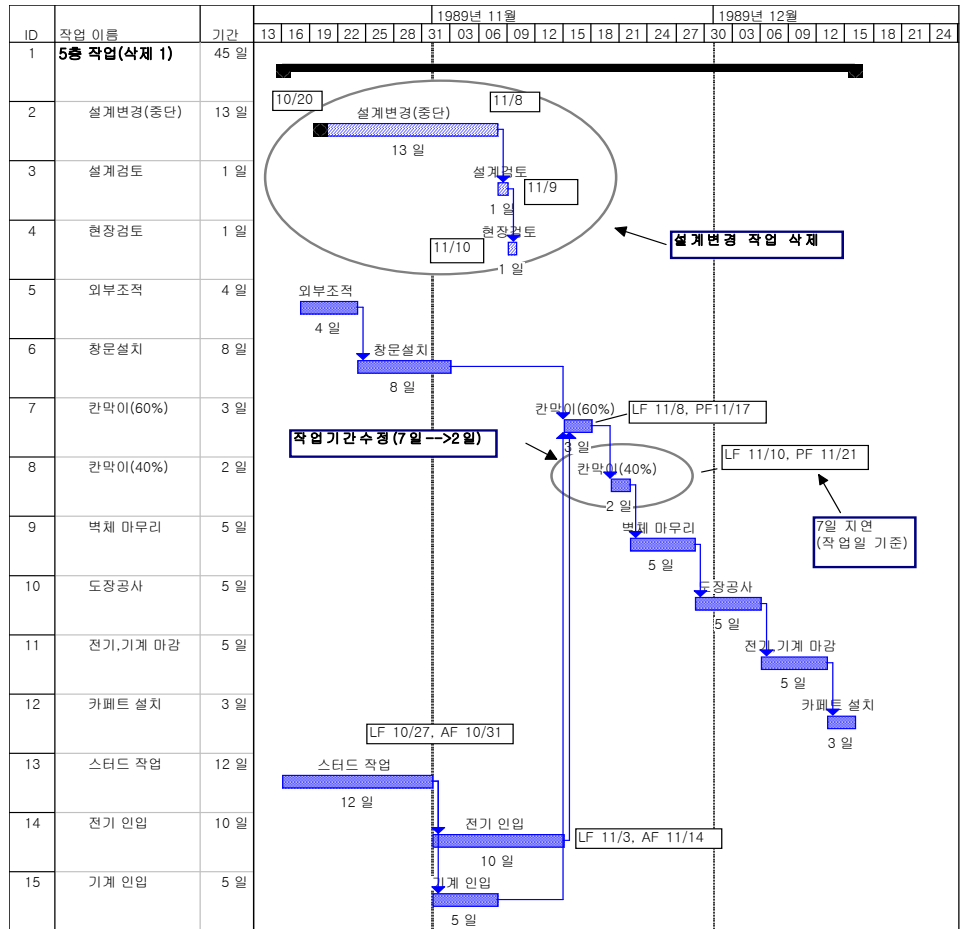 1989년 11월 1989년 12월
ID 작업 이름 기간 13 16 19 22 25 28 31 03 06 09 12 15 18 21 24 27 30 03 06 09 12 15 18 21 24
1 5층 작업(삭제 1) 45 일
10/20 11/8
2 설계변경(중단) 13 일 설계변경(중단)
13 일
3 설계검토 1 일 설계검토
11/9
1 일
4 현장검토 1 일 현장검토
11/10 설계변경 작업 삭제
1 일
5 외부조적 4 일 외부조적
4 일
6 창문설치 8 일 창문설치
8 일
7 칸막이(60%) 3 일 칸막이(60%) LF 11/8, PF11/17
작업기간수정(7일-->2일) 3 일
8 칸막이(40%) 2 일 칸막이(40%) LF 11/10, PF 11/21
2 일
9 벽체 마무리 5 일 벽체 마무리 7일 지연
(작업일 기준)
5 일
10 도장공사 5 일 도장공사
5 일
11 전기,기계 마감 5 일 전기,기계 마감
5 일
12 카페트 설치 3 일 카페트 설치
LF 10/27, AF 10/31 3 일
13 스터드 작업 12 일 스터드 작업
12 일
14 전기 인입 10 일 전기 인입 LF 11/3, AF 11/14
10 일
15 기계 인입 5 일 기계 인입
5 일